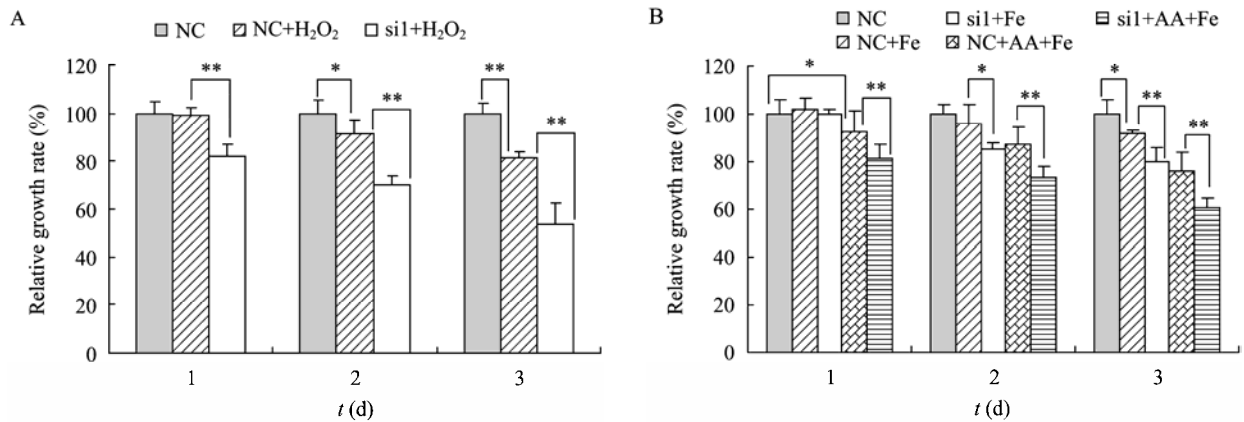 A
NC NC+H₂O₂ si1+H₂O₂
Relative growth rate (%)
120
100
80
60
40
20
0
** * ** ** **
1 2 3
t (d)
B
NC si1+Fe si1+AA+Fe
NC+Fe NC+AA+Fe
Relative growth rate (%)
120
100
80
60
40
20
0
* ** * ** * ** **
1 2 3
t (d)